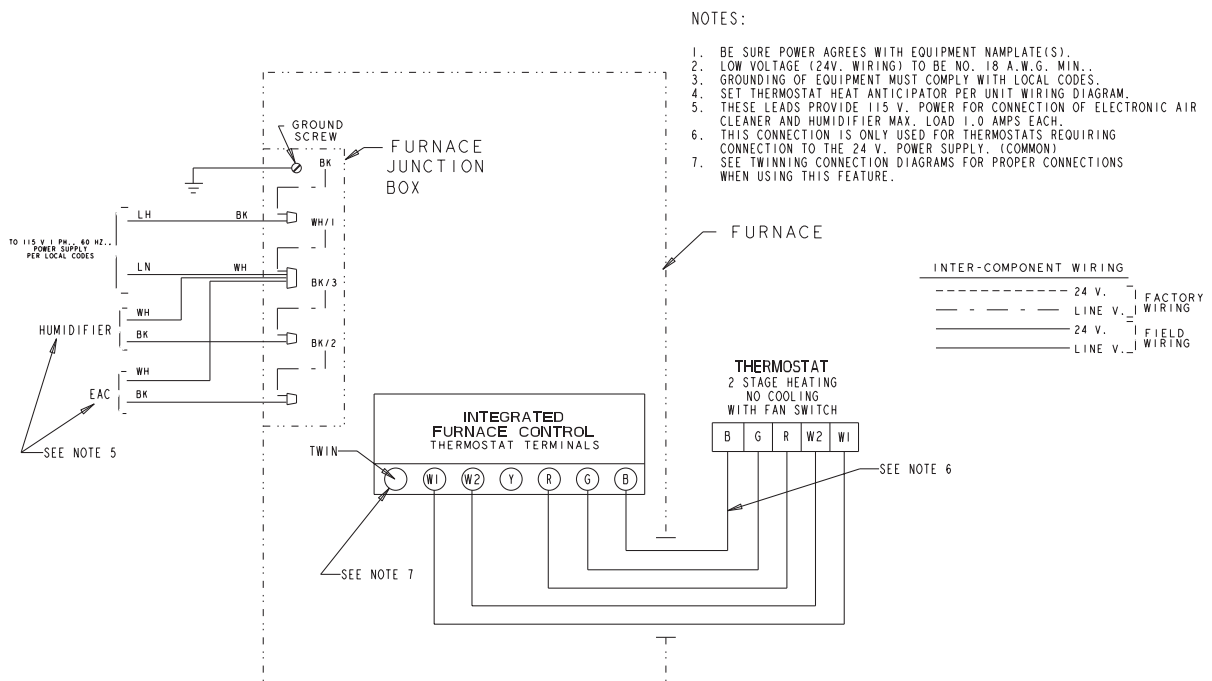 NOTES:
1. BE SURE POWER AGREES WITH EQUIPMENT NAMPLATE(S).
2. LOW VOLTAGE (24V. WIRING) TO BE NO. 18 A.W.G. MIN..
3. GROUNDING OF EQUIPMENT MUST COMPLY WITH LOCAL CODES.
4. SET THERMOSTAT HEAT ANTICIPATOR PER UNIT WIRING DIAGRAM.
5. THESE LEADS PROVIDE 115 V. POWER FOR CONNECTION OF ELECTRONIC AIR
CLEANER AND HUMIDIFIER MAX. LOAD 1.0 AMPS EACH.
6. THIS CONNECTION IS ONLY USED FOR THERMOSTATS REQUIRING
CONNECTION TO THE 24 V. POWER SUPPLY. (COMMON)
7. SEE TWINNING CONNECTION DIAGRAMS FOR PROPER CONNECTIONS
WHEN USING THIS FEATURE.
GROUND
SCREW
FURNACE
JUNCTION
BOX
BK
LH
BK
WH/1
TO 115 V 1 PH., 60 HZ.,
POWER SUPPLY
PER LOCAL CODES
LN
WH
BK/3
HUMIDIFIER
WH
BK
BK/2
EAC
WH
BK
SEE NOTE 5
FURNACE
INTER-COMPONENT WIRING
24 V.
LINE V.
FACTORY
WIRING
24 V.
LINE V.
FIELD
WIRING
THERMOSTAT
2 STAGE HEATING
NO COOLING
WITH FAN SWITCH
B G R W2 W1
SEE NOTE 6
INTEGRATED
FURNACE CONTROL
THERMOSTAT TERMINALS
TWIN
W1 W2 Y R G B
SEE NOTE 7